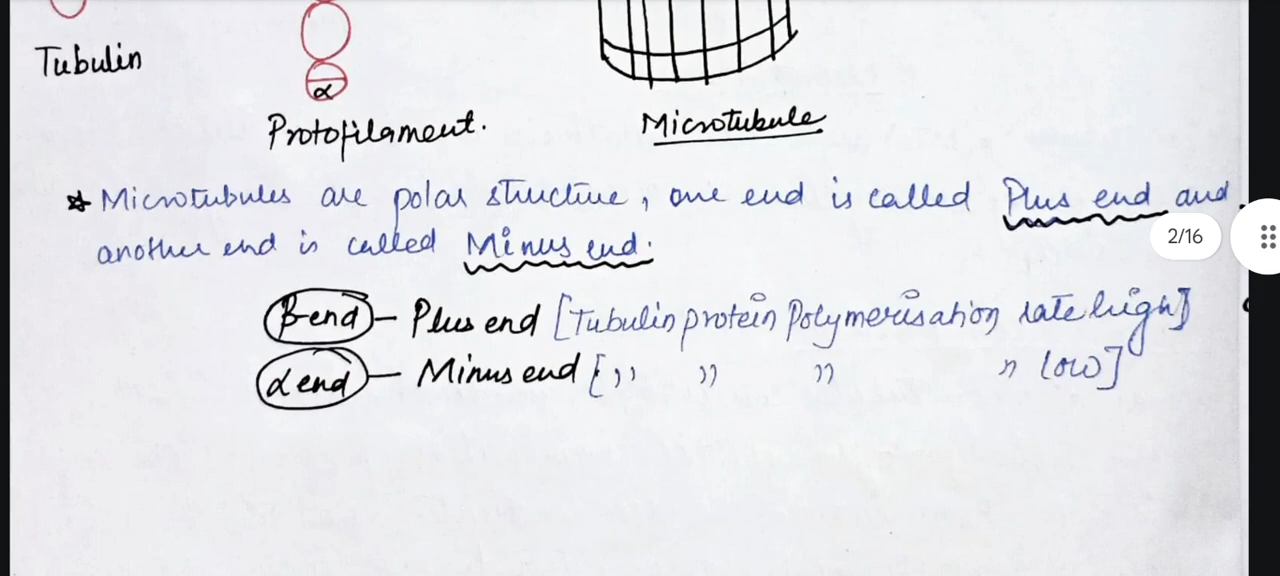 Tubulin
α
Protofilament.
Microtubule
* Microtubules are polar structure, one end is called Plus end and
another end is called Minus end.
β-end – Plus end [Tubulin protein Polymerisation rate high]
α end – Minus end [ ,, ,, ,, ,, low]
2/16